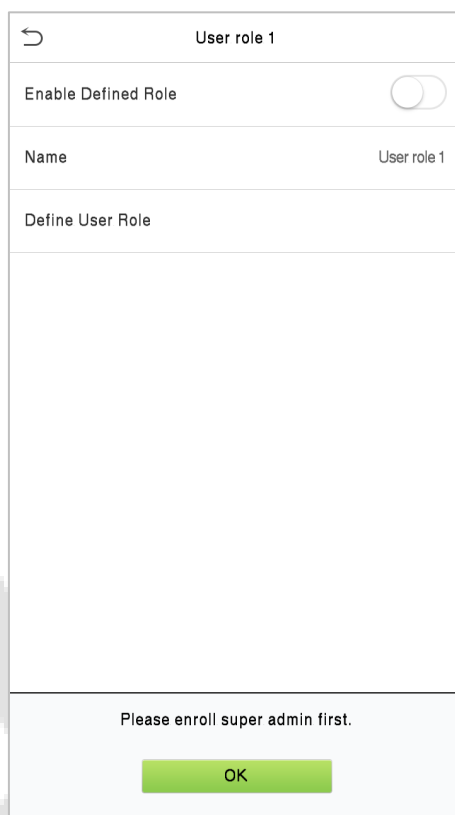 User role 1
Enable Defined Role
Name User role 1
Define User Role
Please enroll super admin first.
OK